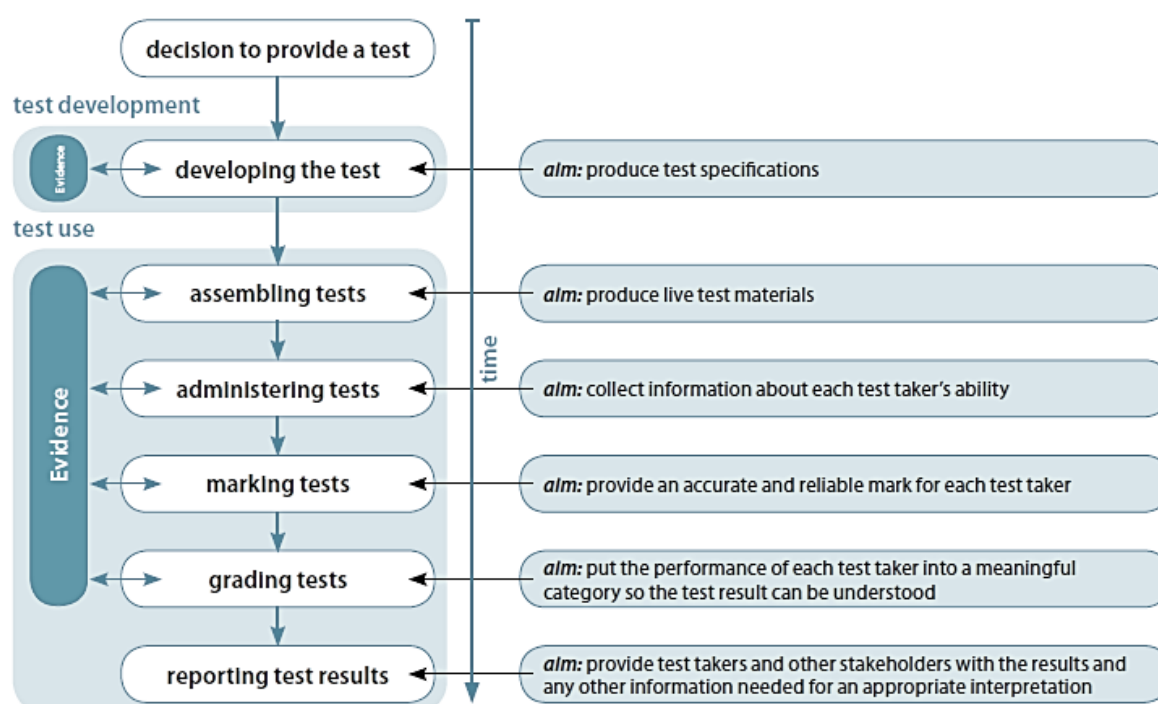 decision to provide a test
test development
Evidence
developing the test
aim: produce test specifications
test use
assembling tests
aim: produce live test materials
time
administering tests
aim: collect information about each test taker's ability
Evidence
marking tests
aim: provide an accurate and reliable mark for each test taker
grading tests
aim: put the performance of each test taker into a meaningful
category so the test result can be understood
reporting test results
aim: provide test takers and other stakeholders with the results and
any other information needed for an appropriate interpretation